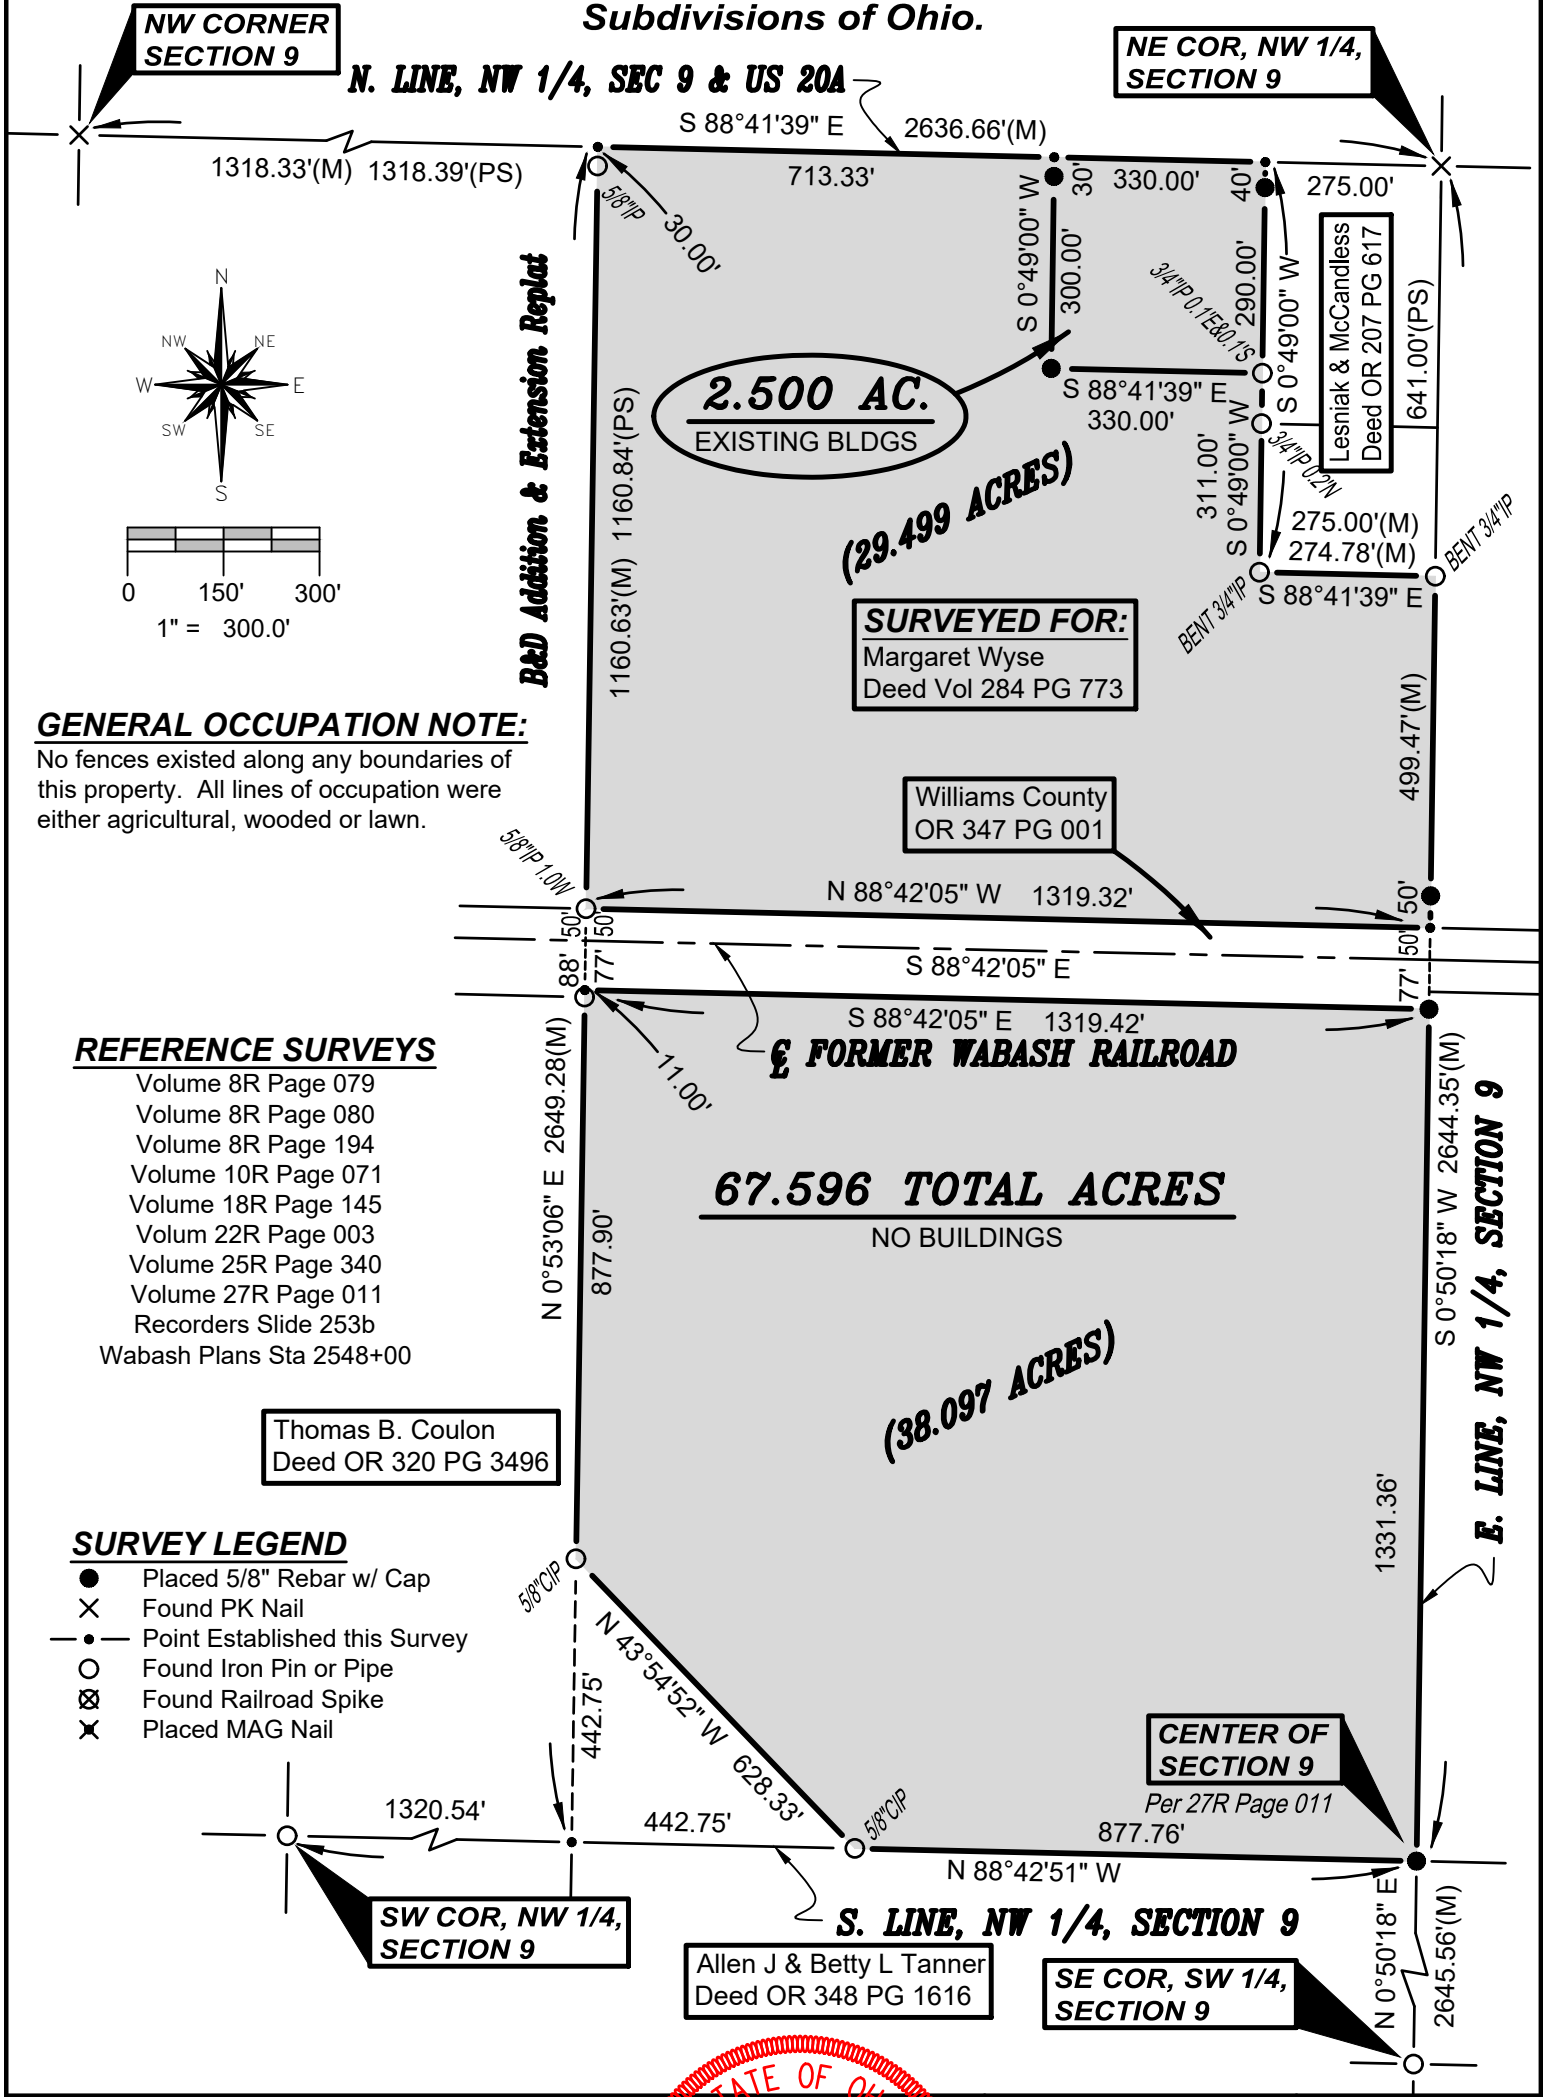 Subdivisions of Ohio.
NW CORNER
SECTION 9
N. LINE, NW 1/4, SEC 9 & US 20A
NE COR, NW 1/4,
SECTION 9
S 88°41'39" E 2636.66'(M)
1318.33'(M) 1318.39'(PS)
713.33'
330.00'
275.00'
5/8"IP
30.00'
S 0°49'00" W
30'
300.00'
40'
290.00'
3/4"IP 0.1'E&0.1'S
S 0°49'00" W
Lesniak & McCandless
Deed OR 207 PG 617
641.00'(PS)
N
NW
NE
W
E
SW
SE
S
B&D Addition & Extension Replat
1160.63'(M) 1160.84'(PS)
2.500 AC.
EXISTING BLDGS
S 88°41'39" E
330.00'
(29.499 ACRES)
311.00'
S 0°49'00" W
3/4"IP 0.2'N
275.00'(M)
274.78'(M)
S 88°41'39" E
BENT 3/4"IP
BENT 3/4"IP
0 150' 300'
1" = 300.0'
SURVEYED FOR:
Margaret Wyse
Deed Vol 284 PG 773
499.47'(M)
GENERAL OCCUPATION NOTE:
No fences existed along any boundaries of
this property. All lines of occupation were
either agricultural, wooded or lawn.
Williams County
OR 347 PG 001
5/8"IP 1.0W
N 88°42'05" W 1319.32'
50'
50'
50'
50'
S 88°42'05" E
88'
77'
77'
S 88°42'05" E 1319.42'
℄ FORMER WABASH RAILROAD
11.00'
REFERENCE SURVEYS
Volume 8R Page 079
Volume 8R Page 080
Volume 8R Page 194
Volume 10R Page 071
Volume 18R Page 145
Volum 22R Page 003
Volume 25R Page 340
Volume 27R Page 011
Recorders Slide 253b
Wabash Plans Sta 2548+00
N 0°53'06" E 2649.28(M)
877.90'
67.596 TOTAL ACRES
NO BUILDINGS
S 0°50'18" W 2644.35'(M)
E. LINE, NW 1/4, SECTION 9
(38.097 ACRES)
1331.36'
Thomas B. Coulon
Deed OR 320 PG 3496
SURVEY LEGEND
Placed 5/8" Rebar w/ Cap
Found PK Nail
Point Established this Survey
Found Iron Pin or Pipe
Found Railroad Spike
Placed MAG Nail
5/8"CIP
N 43°54'52" W 628.33'
442.75'
CENTER OF
SECTION 9
Per 27R Page 011
1320.54'
442.75'
5/8"CIP
877.76'
N 88°42'51" W
SW COR, NW 1/4,
SECTION 9
S. LINE, NW 1/4, SECTION 9
Allen J & Betty L Tanner
Deed OR 348 PG 1616
SE COR, SW 1/4,
SECTION 9
N 0°50'18" E
2645.56'(M)
TATE OF